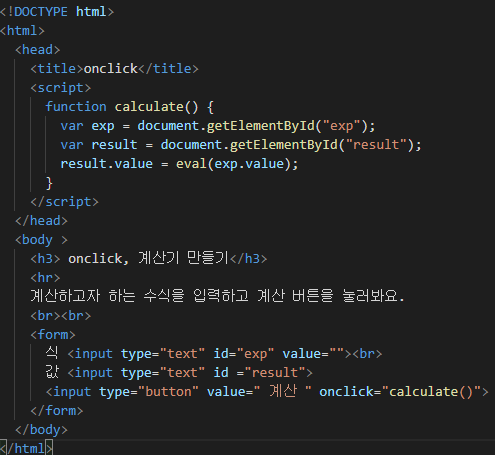 <!DOCTYPE html>
<html>
<head>
<title>onclick</title>
<script>
function calculate() {
var exp = document.getElementById("exp");
var result = document.getElementById("result");
result.value = eval(exp.value);
}
</script>
</head>
<body >
<h3> onclick, 계산기 만들기</h3>
<hr>
계산하고자 하는 수식을 입력하고 계산 버튼을 눌러봐요.
<br><br>
<form>
식 <input type="text" id="exp" value=""><br>
값 <input type="text" id ="result">
<input type="button" value=" 계산 " onclick="calculate()">
</form>
</body>
</html>